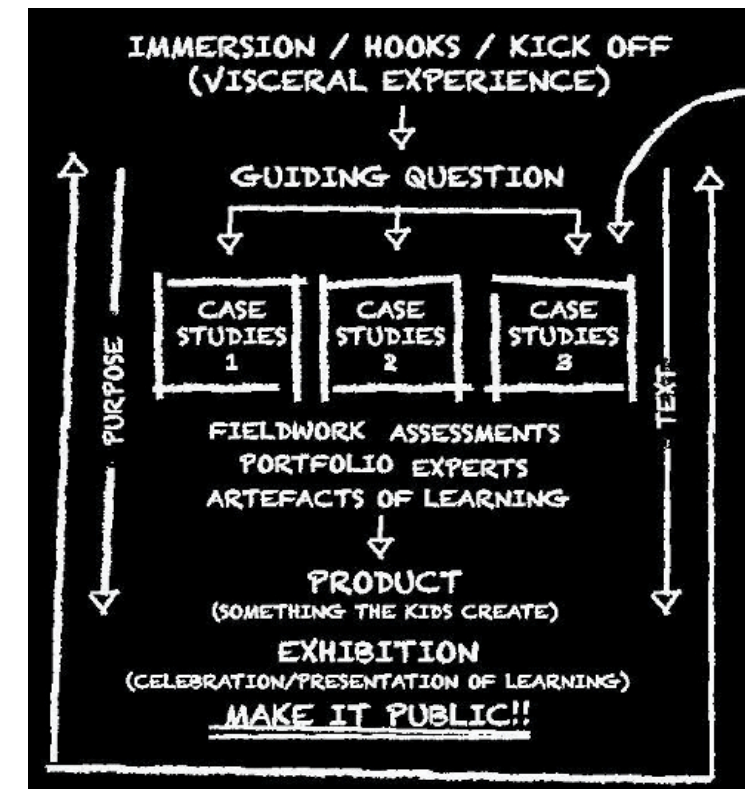 IMMERSION / HOOKS / KICK OFF
(VISCERAL EXPERIENCE)
GUIDING QUESTION
CASE
STUDIES
1
CASE
STUDIES
2
CASE
STUDIES
3
PURPOSE
TEXT
FIELDWORK ASSESSMENTS
PORTFOLIO EXPERTS
ARTEFACTS OF LEARNING
PRODUCT
(SOMETHING THE KIDS CREATE)
EXHIBITION
(CELEBRATION/PRESENTATION OF LEARNING)
MAKE IT PUBLIC!!